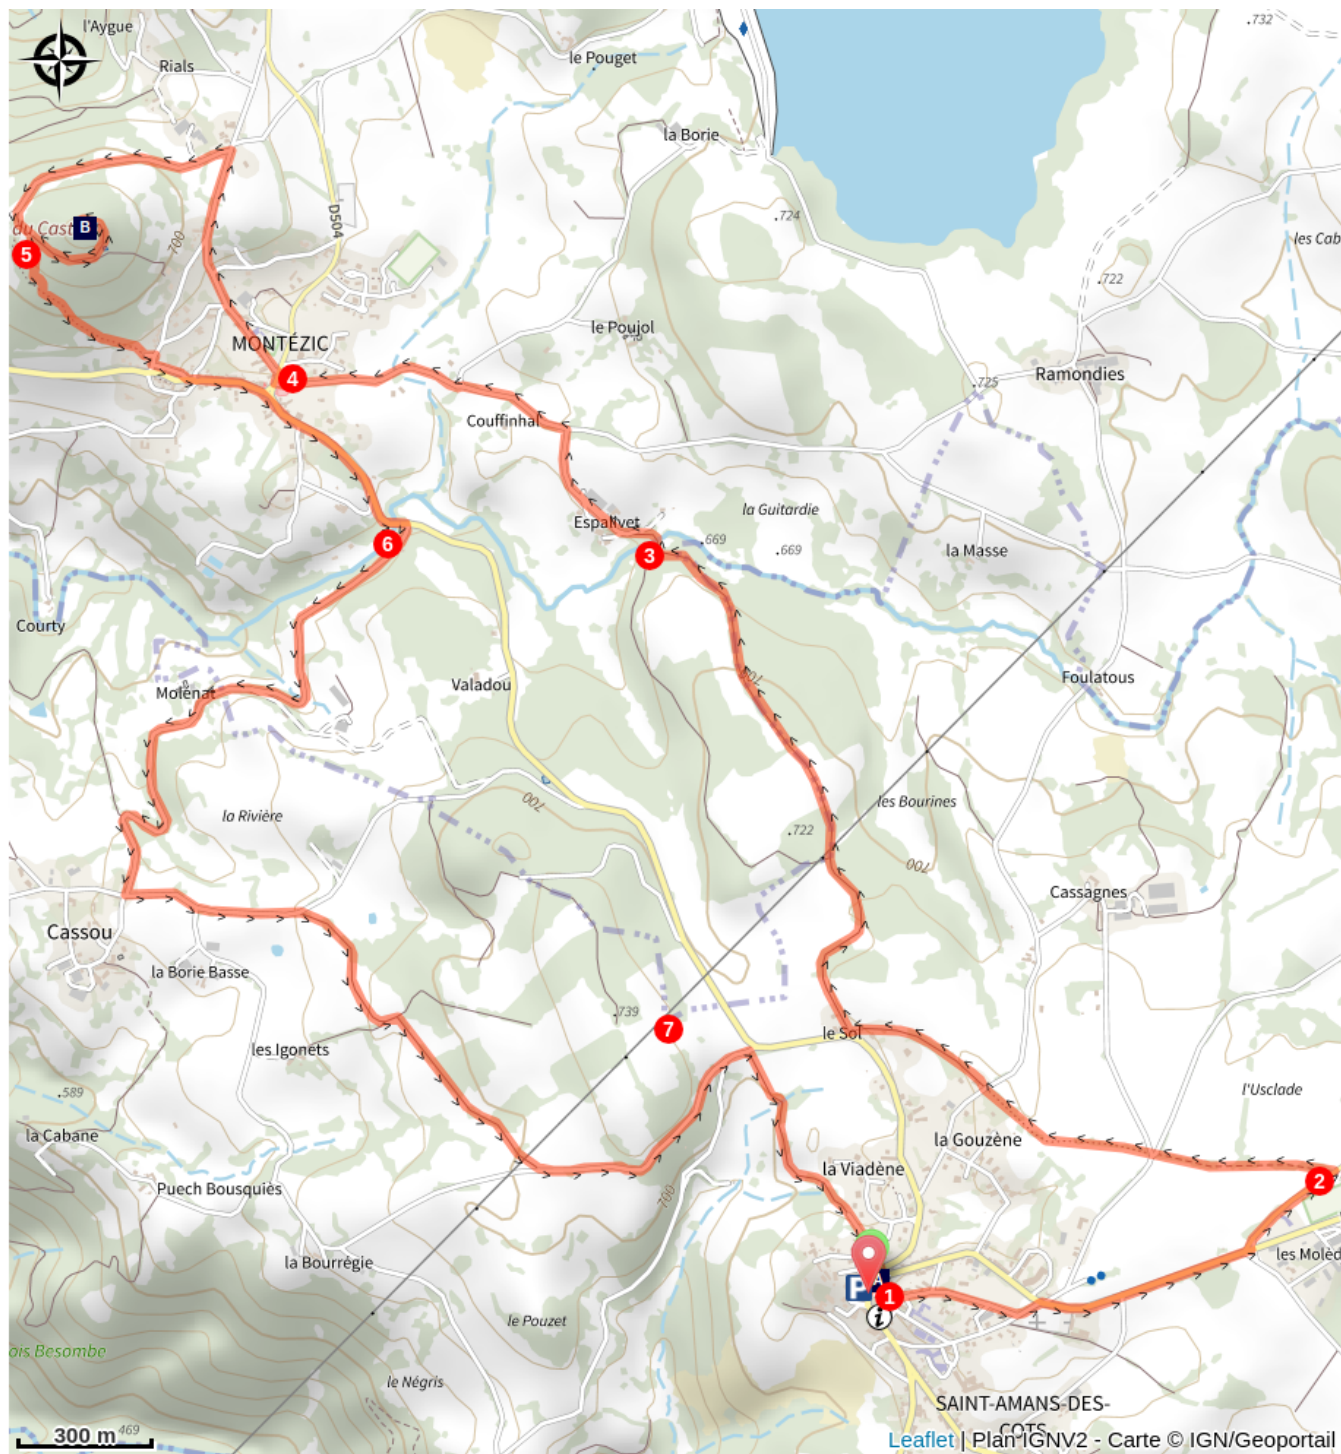 .732
l'Aygue
le Pouget
Rials
la Borie
.724
D504
B
du Cast
les Cab
5
700
.722
le Poujol
MONTÉZIC
4
.725
Ramondies
Couffinhal
la Guitardie
Espalivet
.669
.669
la Masse
6
3
Courty
Foulatous
Valadou
Molénat
700
la Rivière
700
.722
les Bourines
700
Cassagnes
Cassou
la Borie Basse
.739
7
le Sol
les Igonets
.589
l'Usclade
la Cabane
la Gouzène
la Viadène
2
Puech Bousquiès
700
les Molèd
la Bourrégie
P
A
1
i
le Pouzet
ois Besombe
le Négris
SAINT-AMANS-DES-
COTS
300 m
469
Leaflet | Plan IGNV2 - Carte © IGN/Geoportail